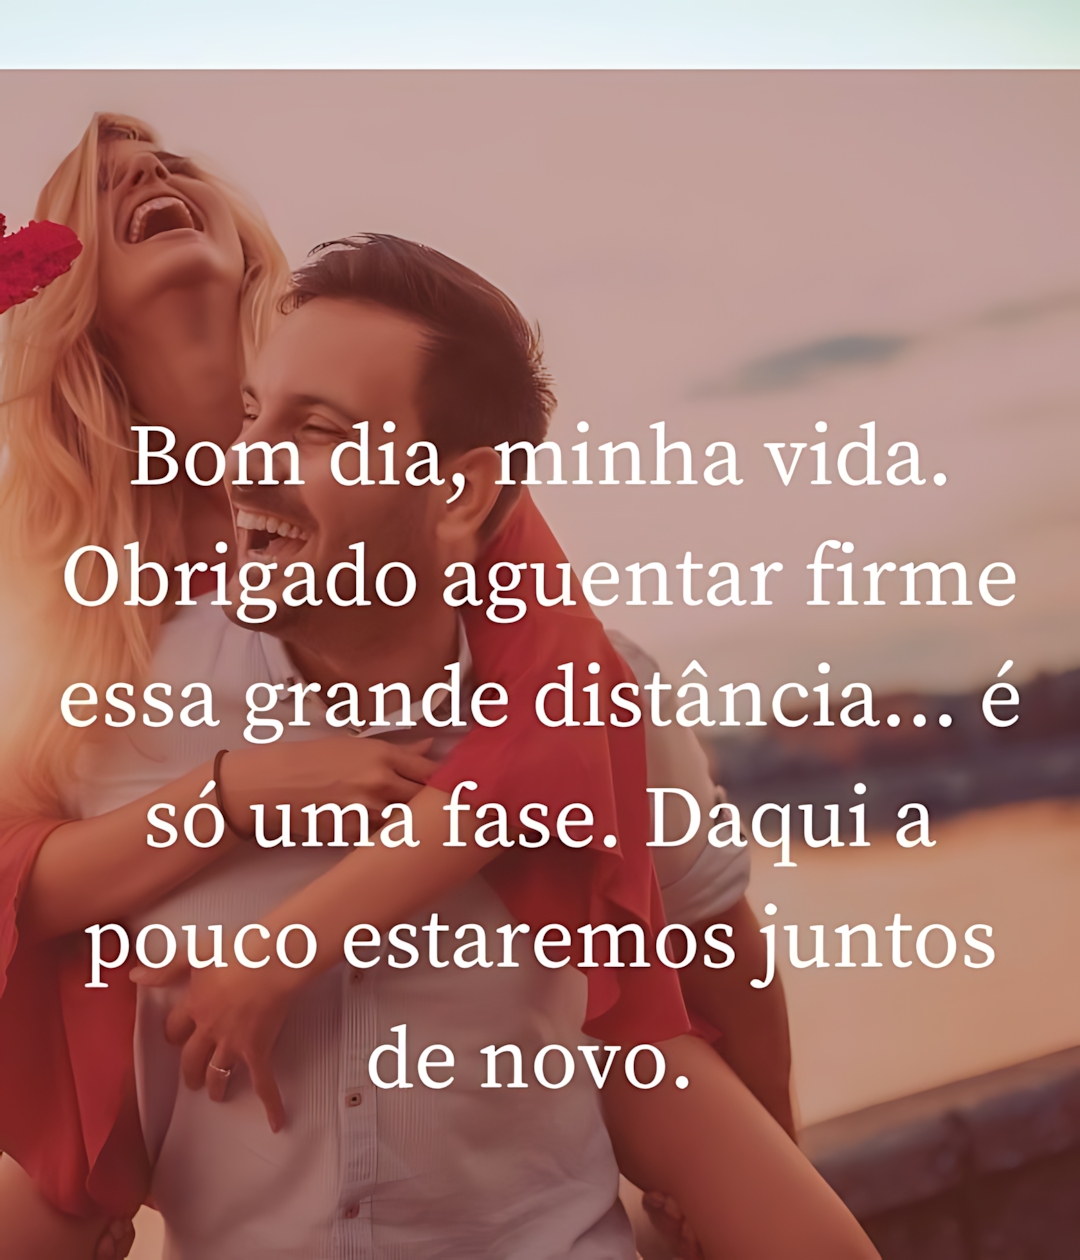 Bom dia, minha vida.
Obrigado aguentar firme
essa grande distância... é
só uma fase. Daqui a
pouco estaremos juntos
de novo.